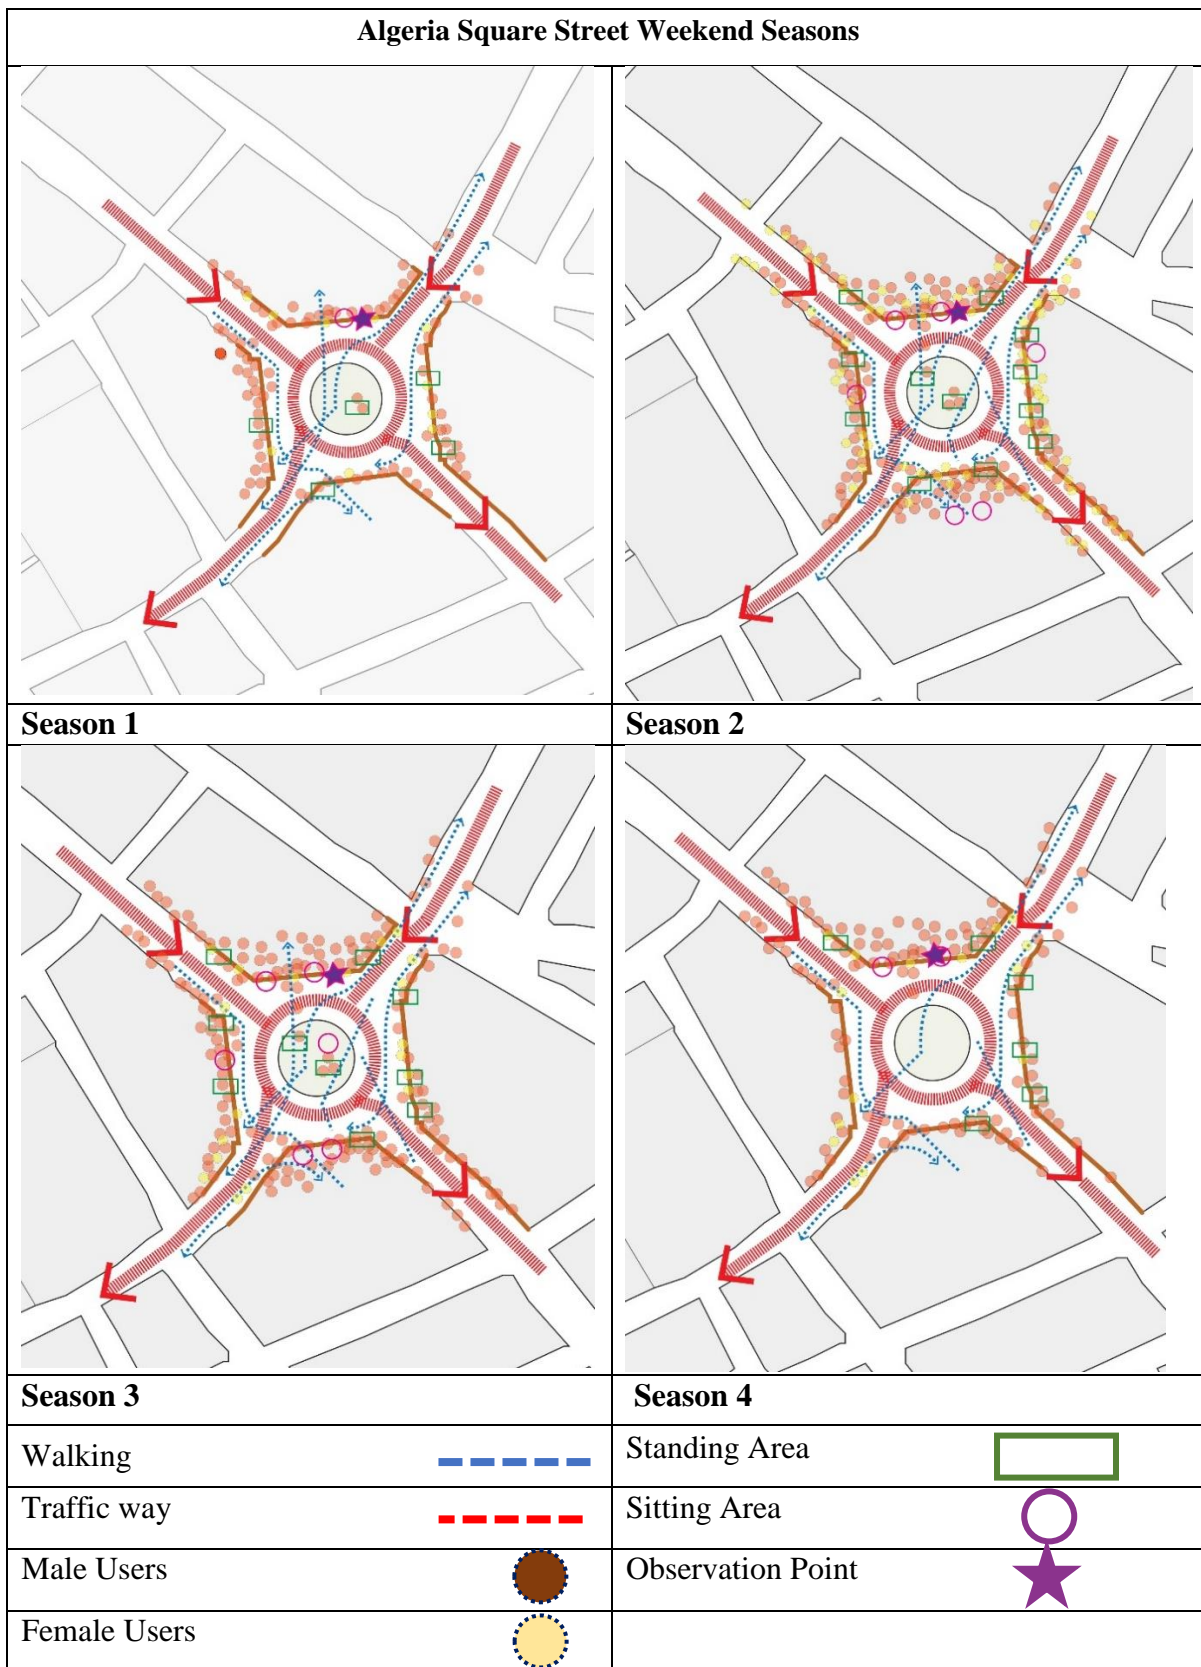 Algeria Square Street Weekend Seasons
Season 1
Season 2
Season 3
Season 4
Walking
Standing Area
Traffic way
Sitting Area
Male Users
Observation Point
Female Users